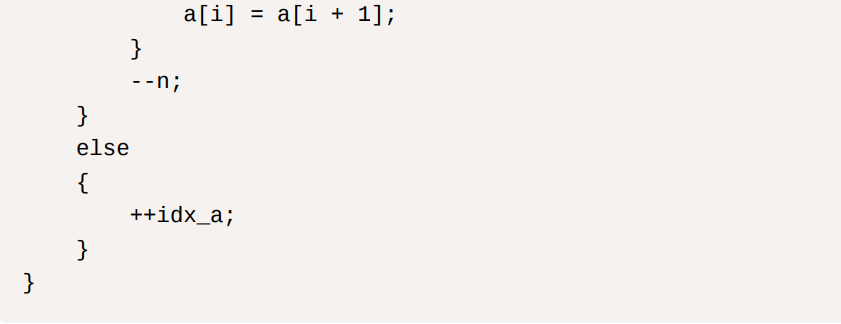 a[i] = a[i + 1];
        }
        --n;
    }
    else
    {
        ++idx_a;
    }
}